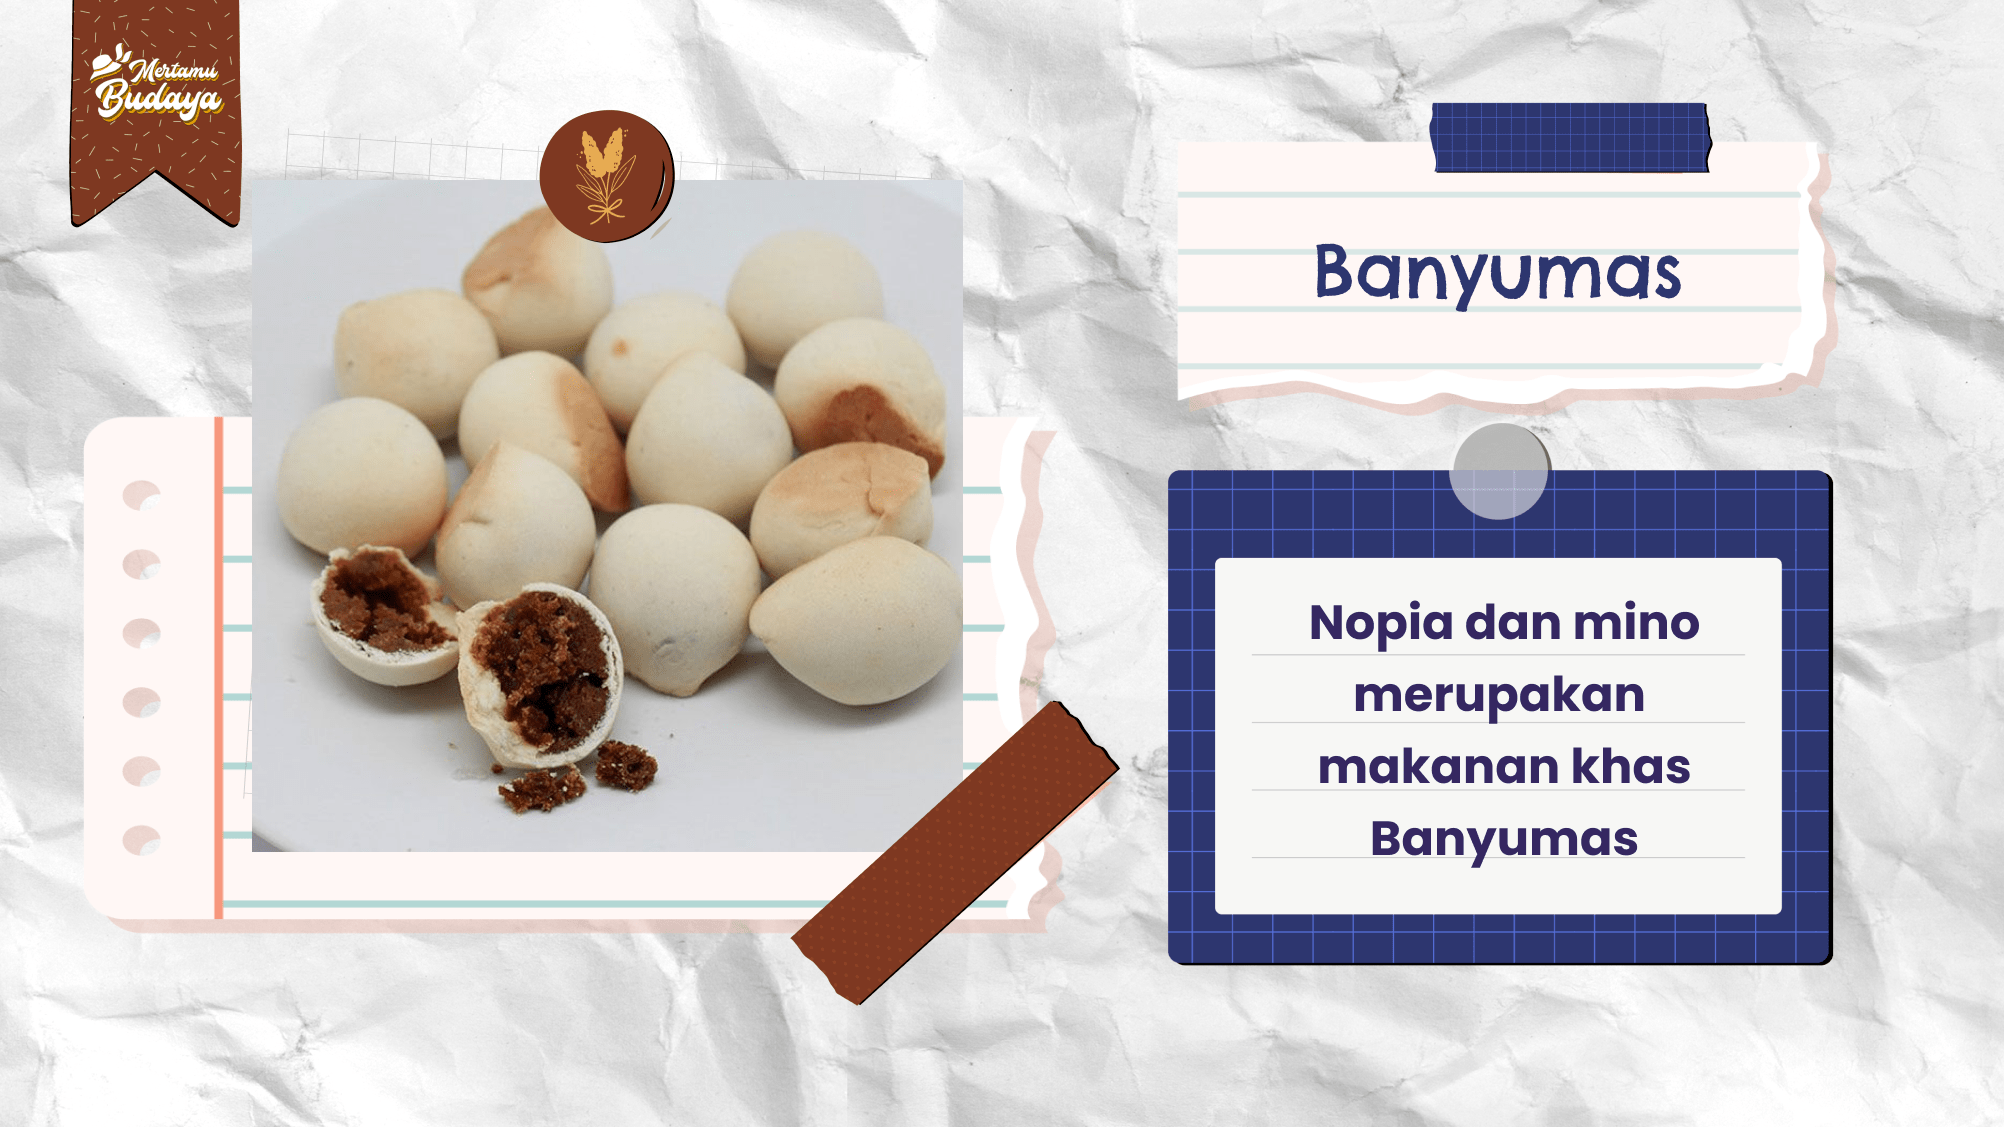 Mertamu
Budaya
Banyumas
Nopia dan mino
merupakan
makanan khas
Banyumas